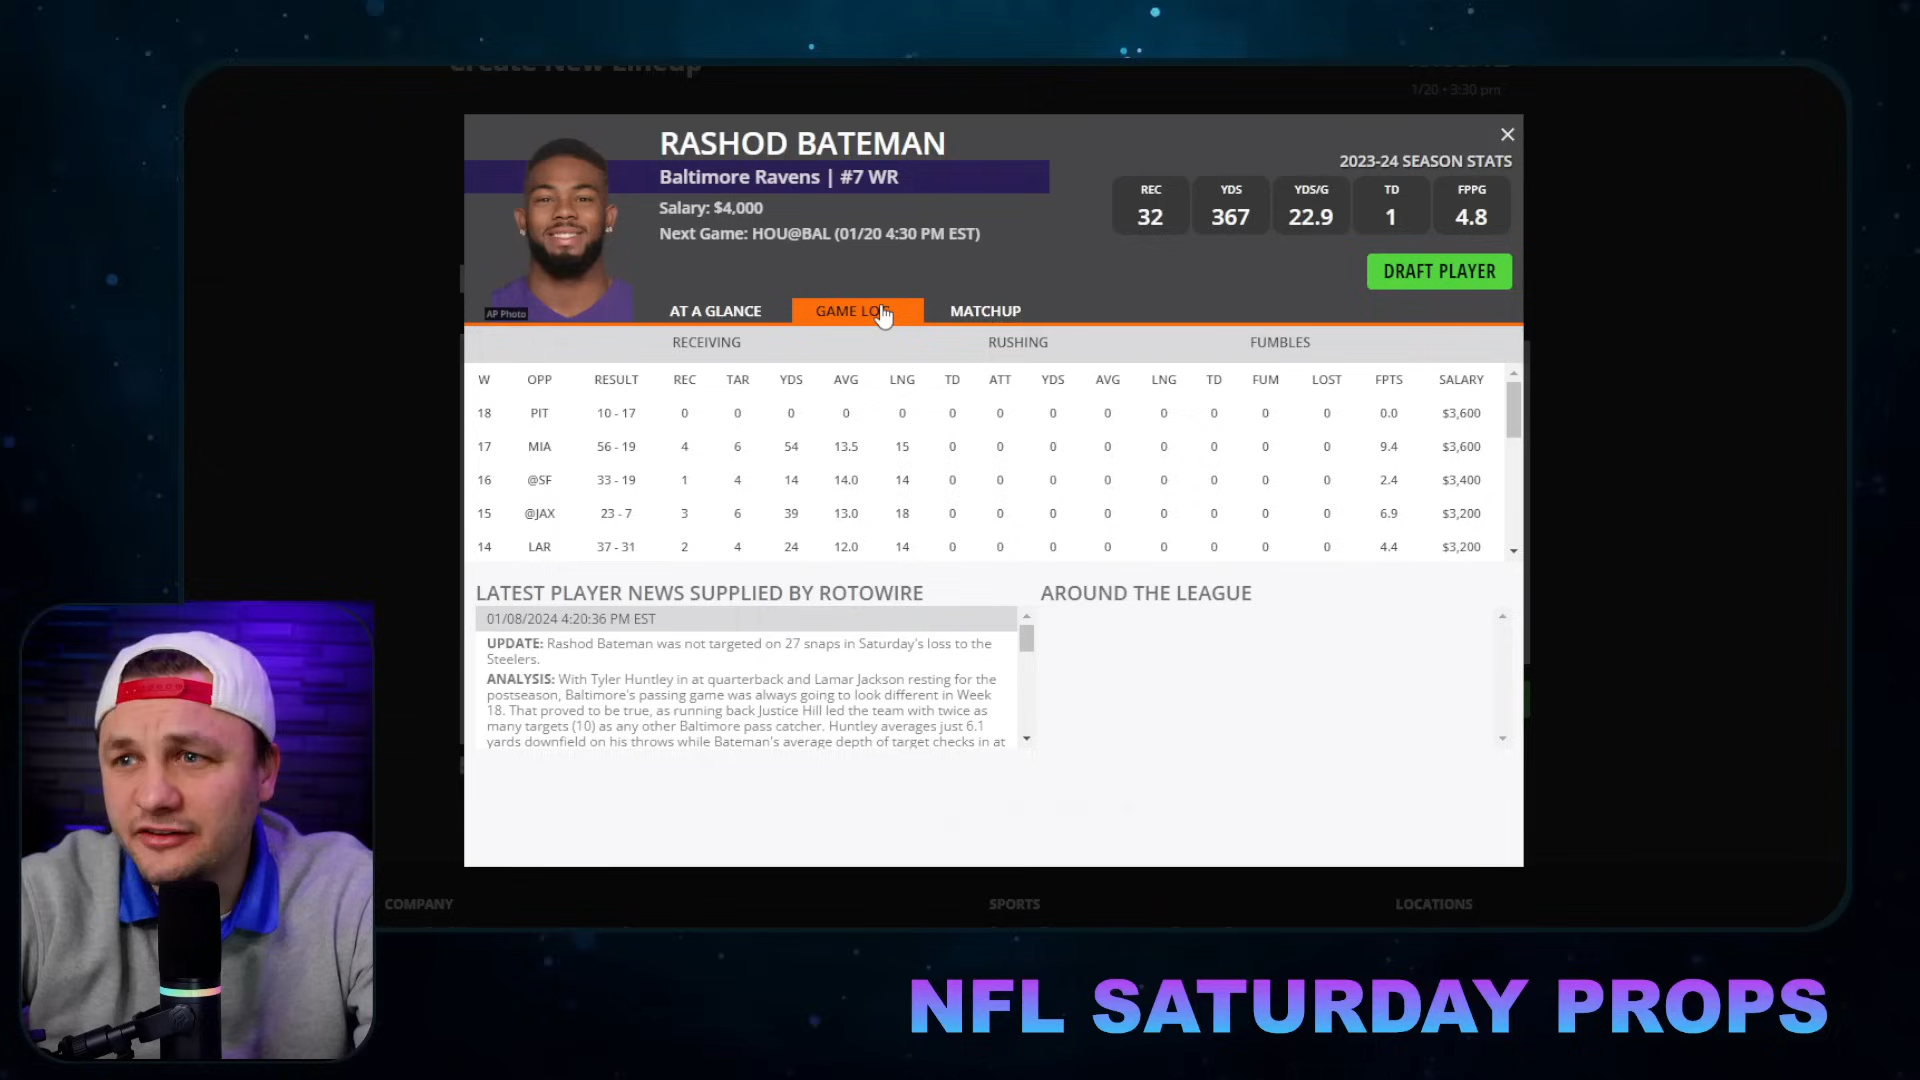 Create New Lineup
1/20 • 3:30 pm
RASHOD BATEMAN
Baltimore Ravens | #7 WR
Salary: $4,000
Next Game: HOU@BAL (01/20 4:30 PM EST)
AP Photo
×
2023-24 SEASON STATS
REC YDS YDS/G TD FPPG
32 367 22.9 1 4.8
DRAFT PLAYER
AT A GLANCE GAME LO MATCHUP
RECEIVING RUSHING FUMBLES
W OPP RESULT REC TAR YDS AVG LNG TD ATT YDS AVG LNG TD FUM LOST FPTS SALARY
18 PIT 10 - 17 0 0 0 0 0 0 0 0 0 0 0 0 0 0.0 $3,600
17 MIA 56 - 19 4 6 54 13.5 15 0 0 0 0 0 0 0 0 9.4 $3,600
16 @SF 33 - 19 1 4 14 14.0 14 0 0 0 0 0 0 0 0 2.4 $3,400
15 @JAX 23 - 7 3 6 39 13.0 18 0 0 0 0 0 0 0 0 6.9 $3,200
14 LAR 37 - 31 2 4 24 12.0 14 0 0 0 0 0 0 0 0 4.4 $3,200
LATEST PLAYER NEWS SUPPLIED BY ROTOWIRE
01/08/2024 4:20:36 PM EST
UPDATE: Rashod Bateman was not targeted on 27 snaps in Saturday's loss to the
Steelers.
ANALYSIS: With Tyler Huntley in at quarterback and Lamar Jackson resting for the
postseason, Baltimore's passing game was always going to look different in Week
18. That proved to be true, as running back Justice Hill led the team with twice as
many targets (10) as any other Baltimore pass catcher. Huntley averages just 6.1
yards downfield on his throws while Bateman's average depth of target checks in at
AROUND THE LEAGUE
COMPANY SPORTS LOCATIONS
NFL SATURDAY PROPS